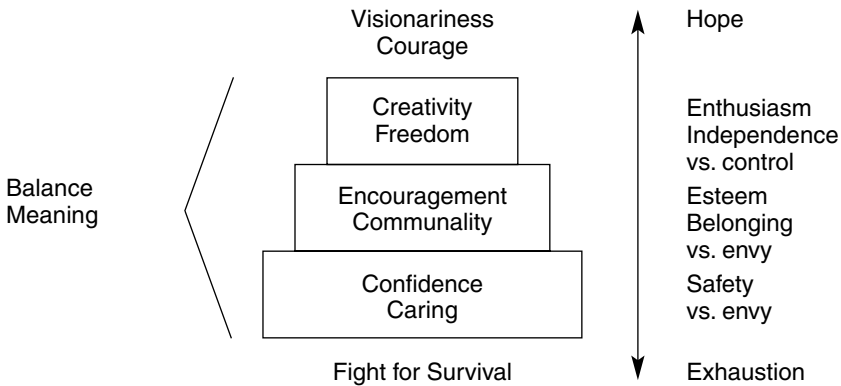 Visionariness
Courage
Hope
Creativity
Freedom
Enthusiasm
Independence
vs. control
Balance
Meaning
Encouragement
Communality
Esteem
Belonging
vs. envy
Confidence
Caring
Safety
vs. envy
Fight for Survival
Exhaustion